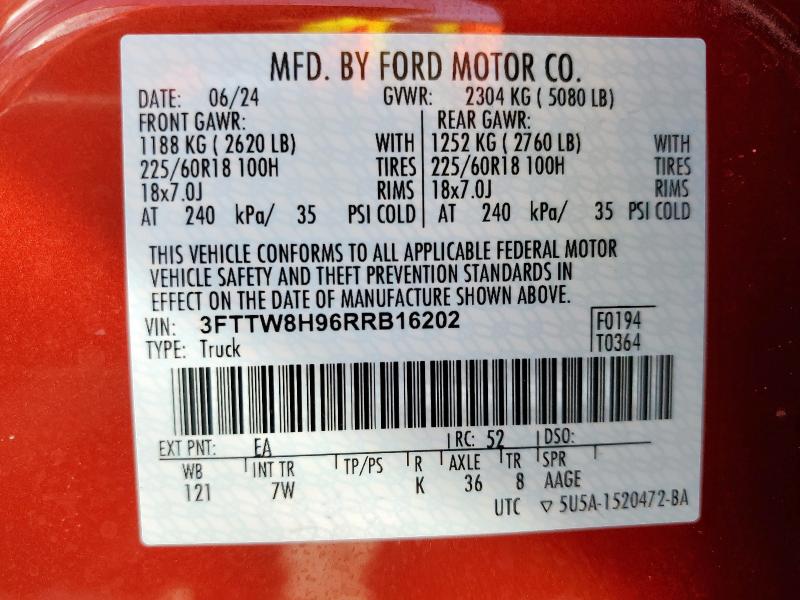 MFD. BY FORD MOTOR CO.
DATE: 06/24 GVWR: 2304 KG ( 5080 LB)
FRONT GAWR: REAR GAWR:
1188 KG ( 2620 LB) WITH 1252 KG ( 2760 LB) WITH
225/60R18 100H TIRES 225/60R18 100H TIRES
18x7.0J RIMS 18x7.0J RIMS
AT 240 kPa/ 35 PSI COLD AT 240 kPa/ 35 PSI COLD
THIS VEHICLE CONFORMS TO ALL APPLICABLE FEDERAL MOTOR
VEHICLE SAFETY AND THEFT PREVENTION STANDARDS IN
EFFECT ON THE DATE OF MANUFACTURE SHOWN ABOVE.
VIN: 3FTTW8H96RRB16202 F0194
TYPE: Truck T0364
EXT PNT: EA RC: 52 DSO:
WB INT TR TP/PS R AXLE TR SPR
121 7W K 36 8 AAGE
UTC ▽ 5U5A-1520472-BA